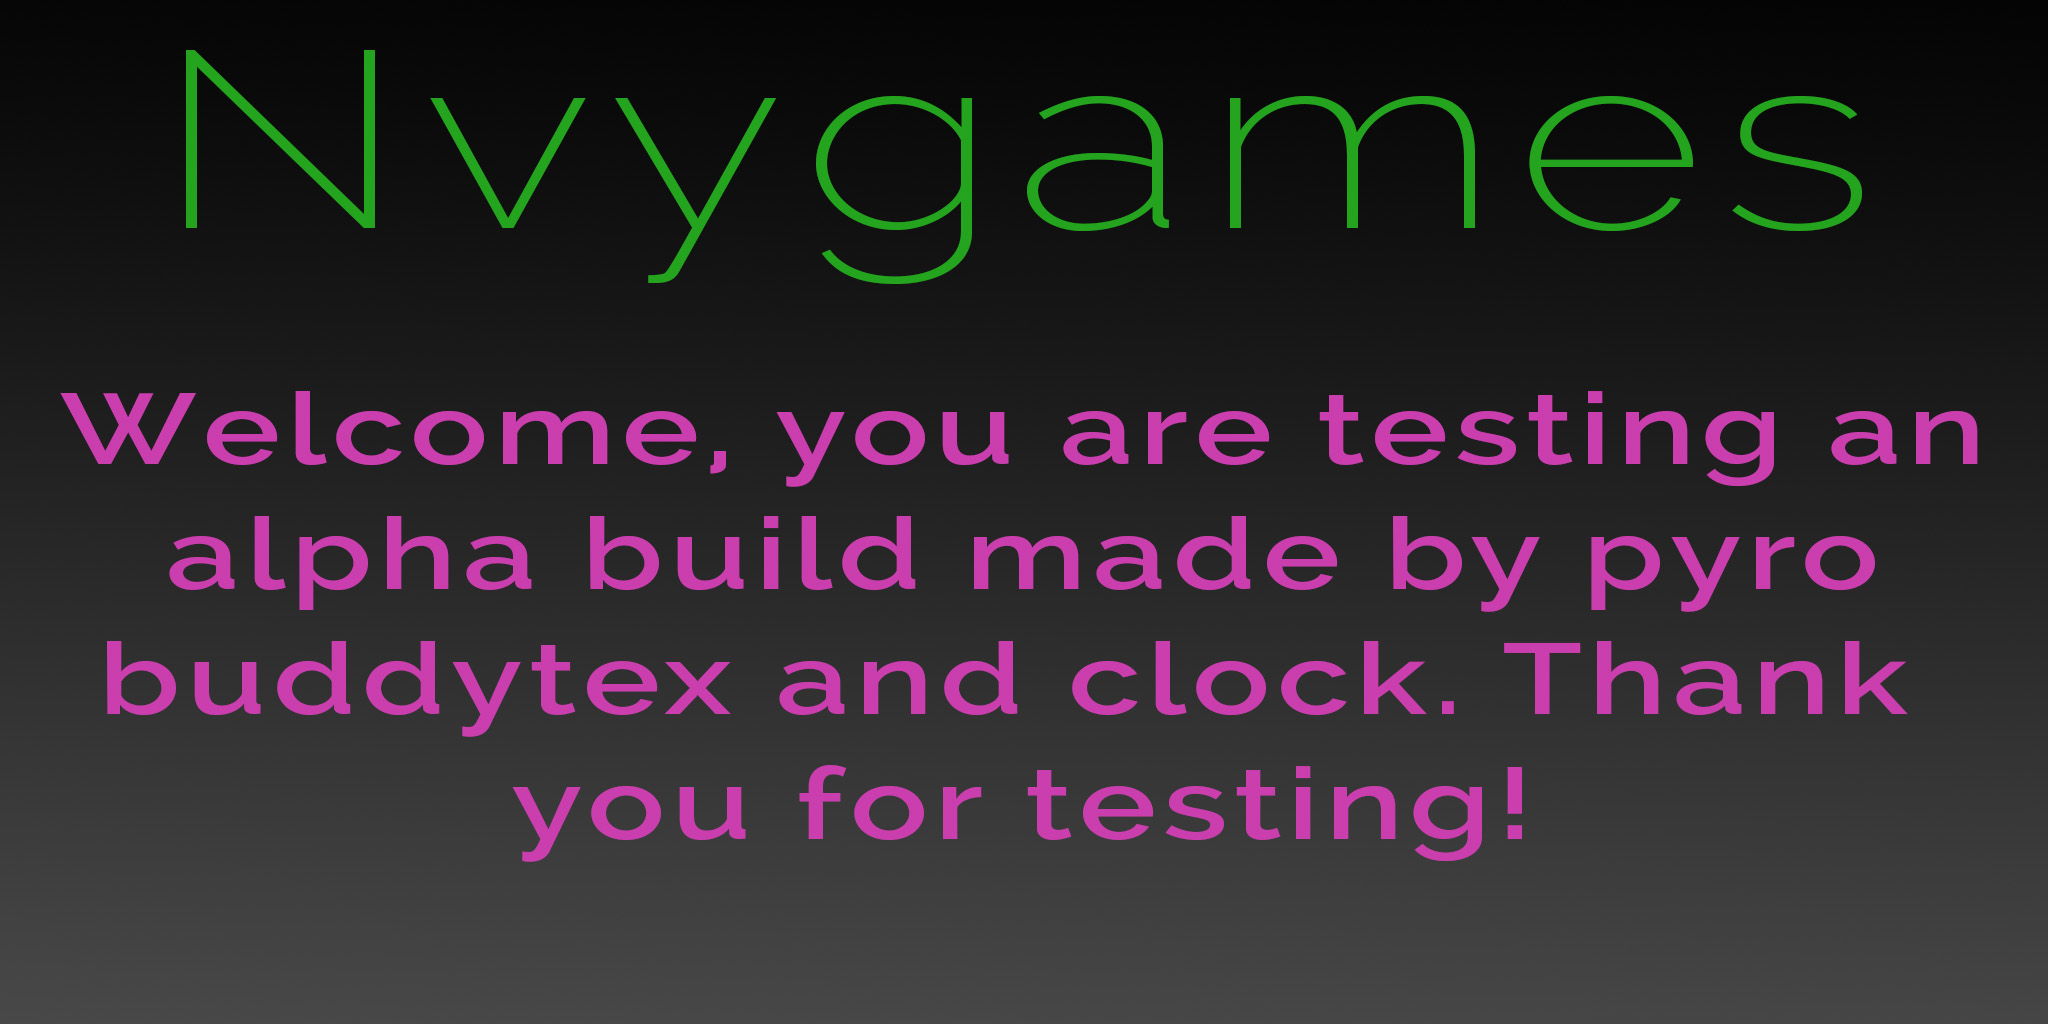 Nvygames
Welcome, you are testing an
alpha build made by pyro
buddytex and clock. Thank
you for testing!